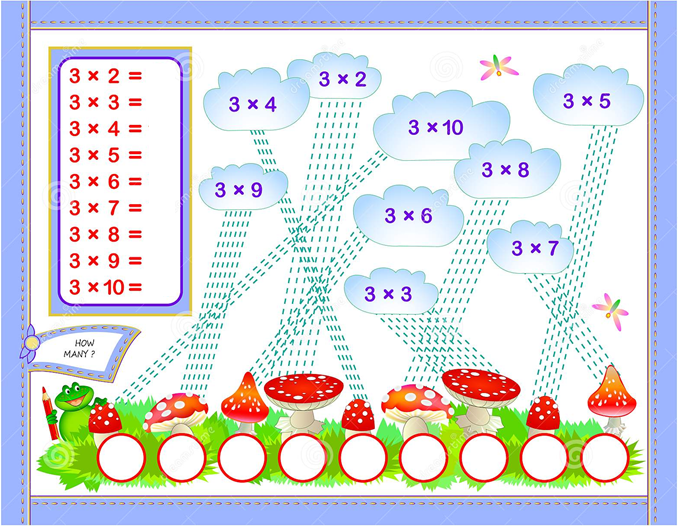 3 × 2 =
3 × 3 =
3 × 4 =
3 × 5 =
3 × 6 =
3 × 7 =
3 × 8 =
3 × 9 =
3 × 10 =
HOW
MANY ?
3 × 4
3 × 2
3 × 10
3 × 5
3 × 9
3 × 8
3 × 6
3 × 7
3 × 3